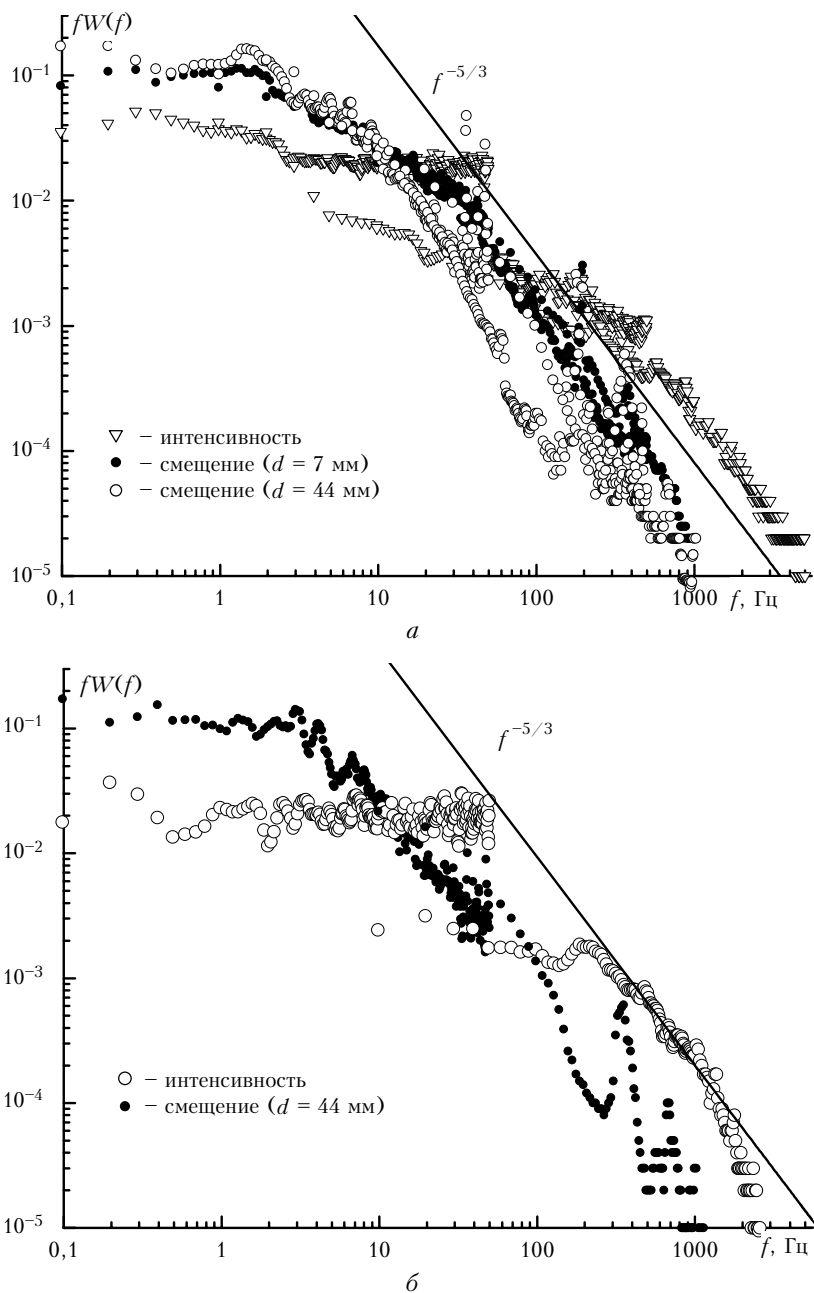 fW(f)
f⁻⁵/³
10⁻¹
10⁻²
10⁻³
10⁻⁴
10⁻⁵
▽ – интенсивность
● – смещение (d = 7 мм)
○ – смещение (d = 44 мм)
0,1 1 10 100 1000 f, Гц
а
fW(f)
f⁻⁵/³
10⁻¹
10⁻²
10⁻³
10⁻⁴
10⁻⁵
○ – интенсивность
● – смещение (d = 44 мм)
0,1 1 10 100 1000 f, Гц
б